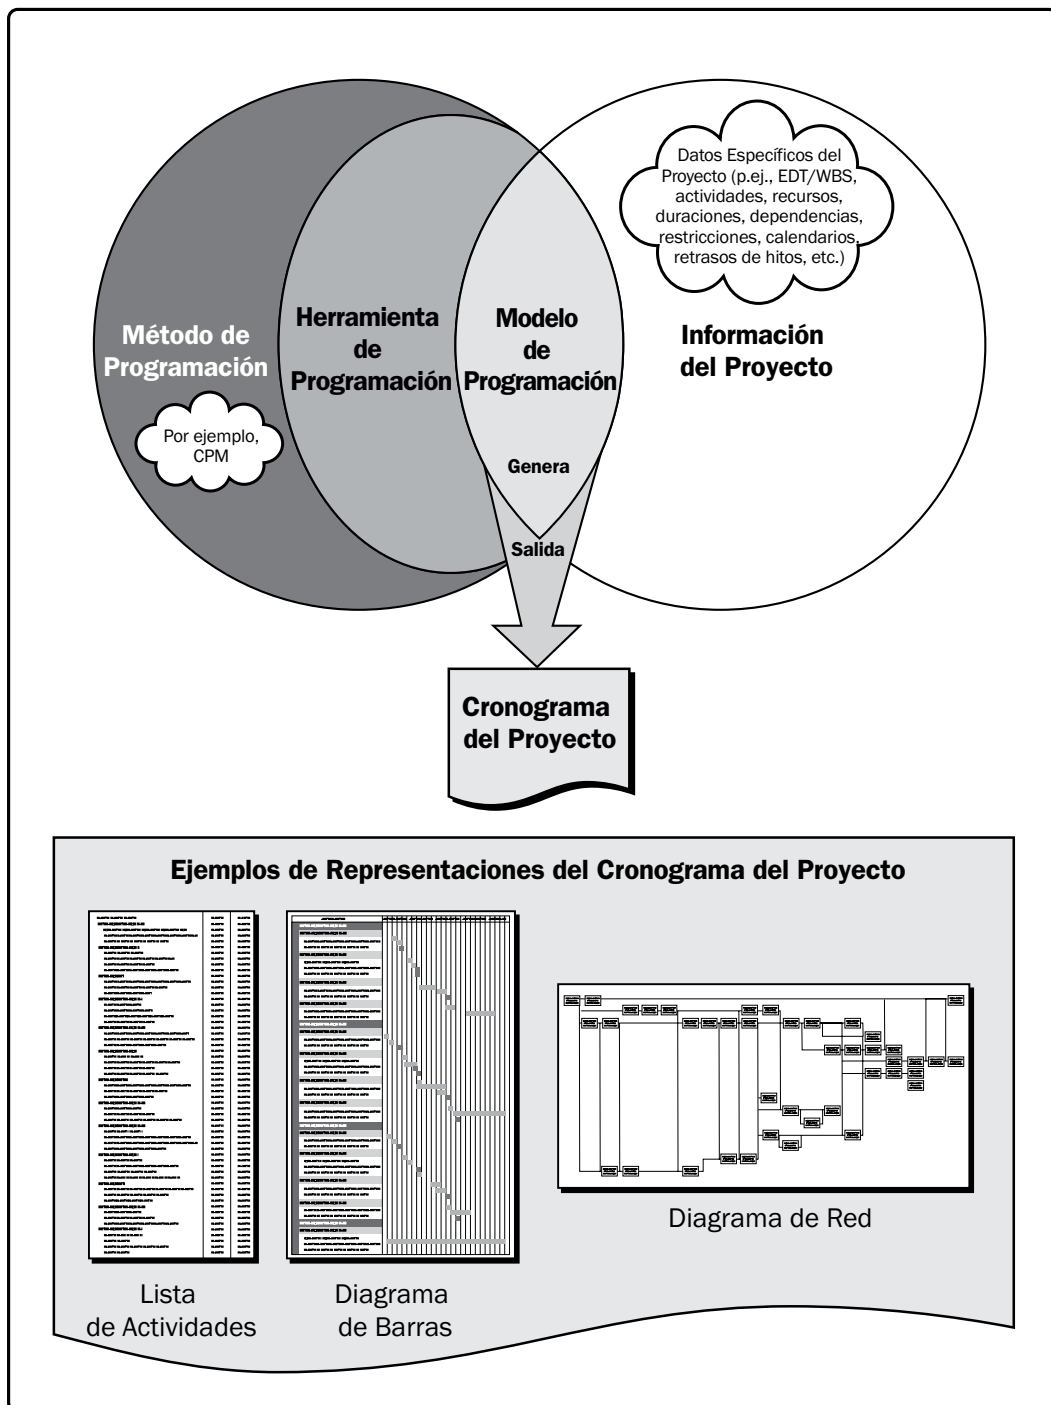 Datos Específicos del
Proyecto (p.ej., EDT/WBS,
actividades, recursos,
duraciones, dependencias,
restricciones, calendarios,
retrasos de hitos, etc.)
Método de
Programación
Herramienta
de
Programación
Modelo
de
Programación
Información
del Proyecto
Por ejemplo,
CPM
Genera
Salida
Cronograma
del Proyecto
Ejemplos de Representaciones del Cronograma del Proyecto
Lista
de Actividades
Diagrama
de Barras
Diagrama de Red